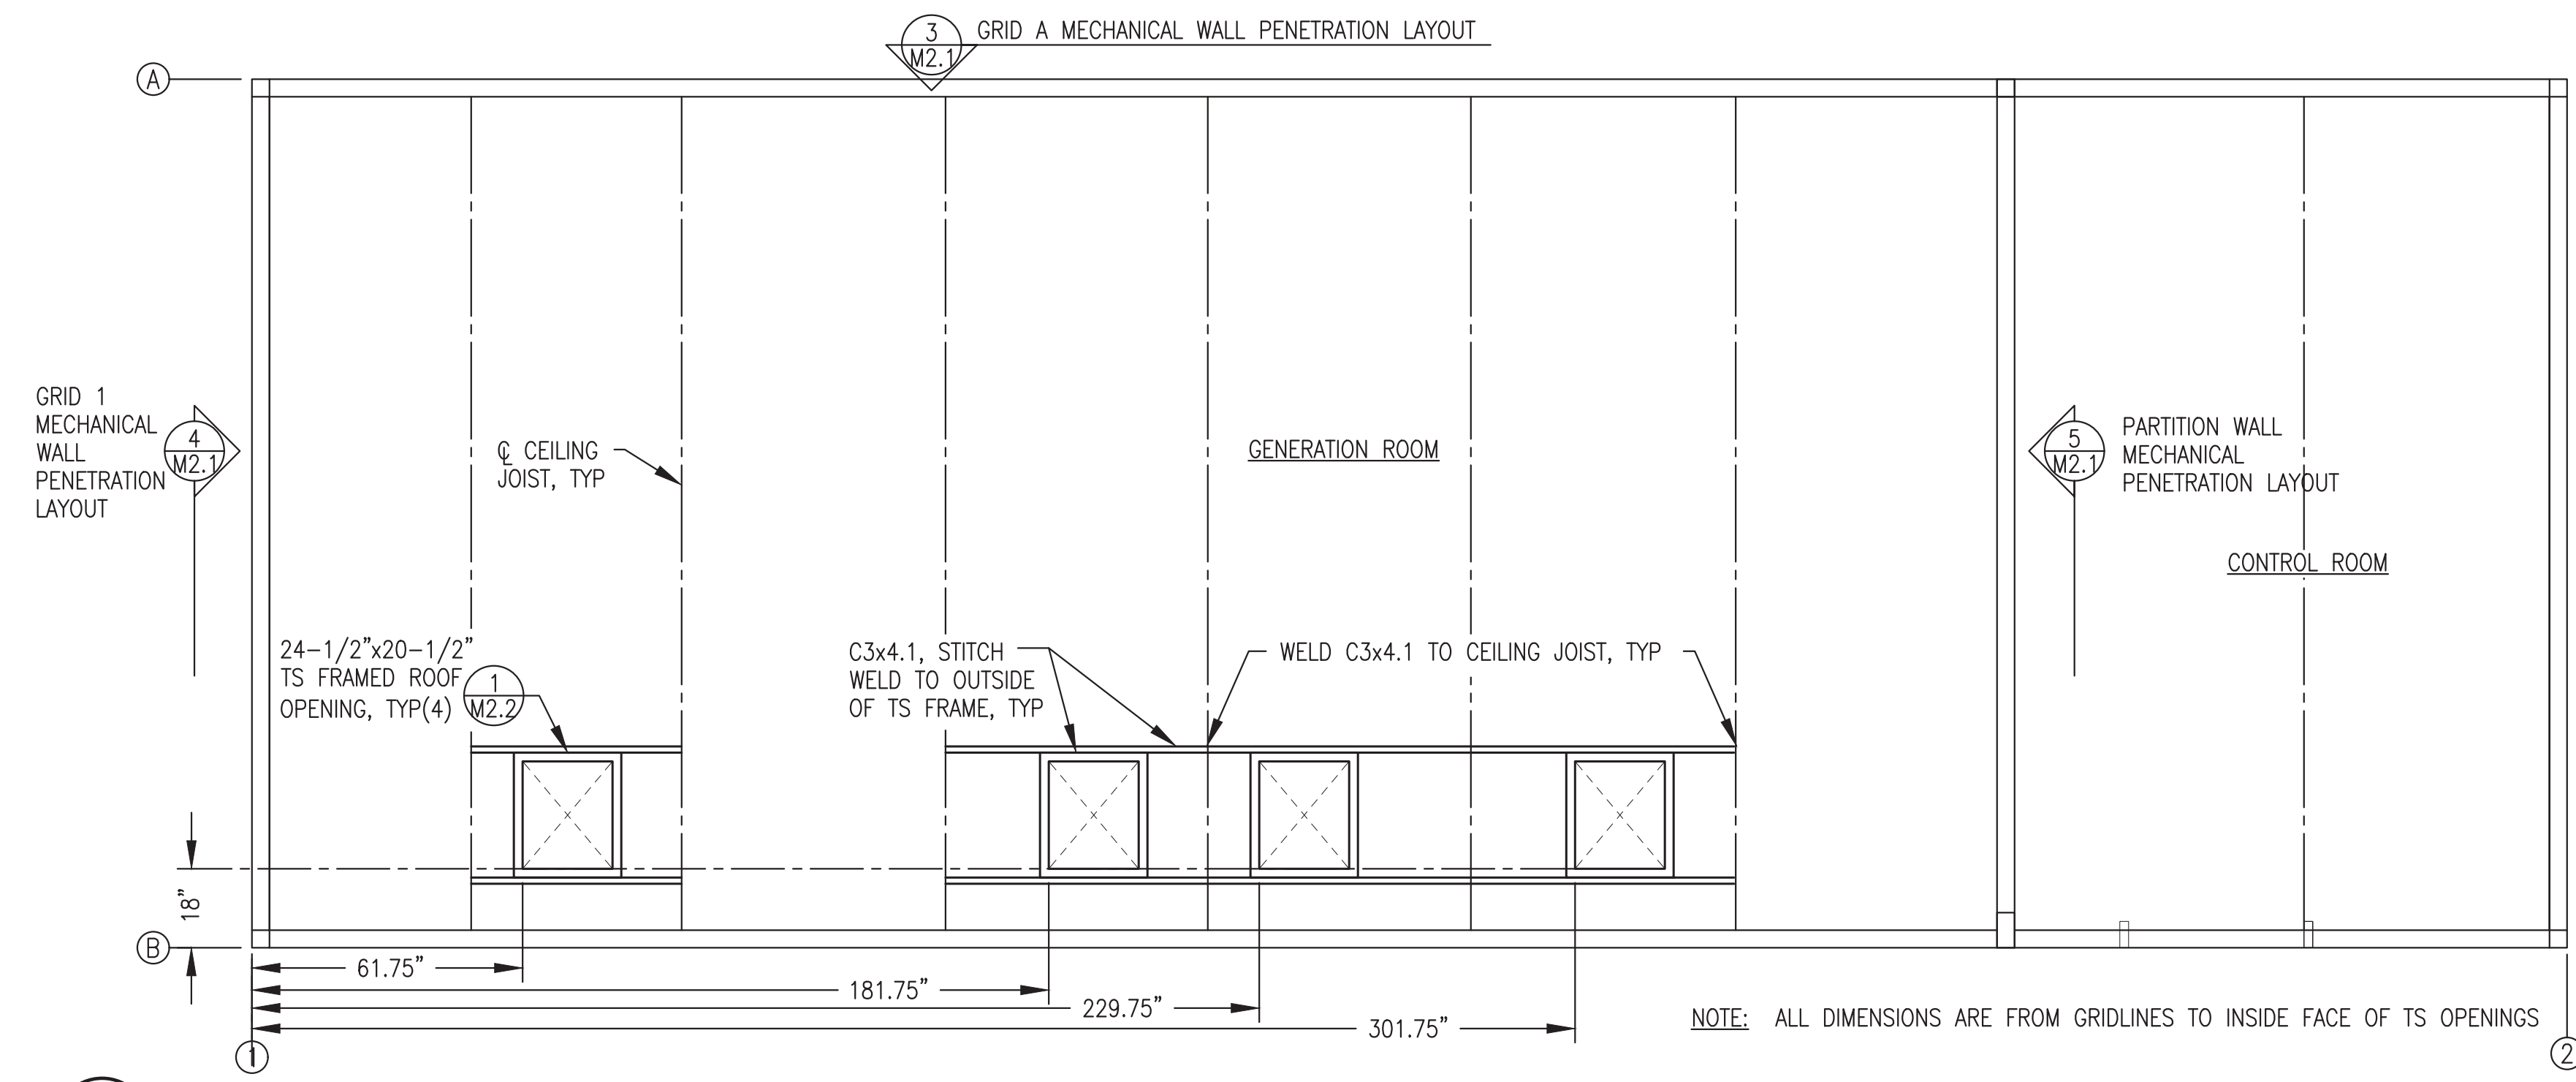 3
M2.1
GRID A MECHANICAL WALL PENETRATION LAYOUT
A
GRID 1
MECHANICAL
WALL
PENETRATION
LAYOUT
4
M2.1
℄ CEILING
JOIST, TYP
GENERATION ROOM
5
M2.1
PARTITION WALL
MECHANICAL
PENETRATION LAYOUT
CONTROL ROOM
24-1/2"x20-1/2"
TS FRAMED ROOF
OPENING, TYP(4)
1
M2.2
C3x4.1, STITCH
WELD TO OUTSIDE
OF TS FRAME, TYP
WELD C3x4.1 TO CEILING JOIST, TYP
18"
B
61.75"
181.75"
229.75"
301.75"
NOTE: ALL DIMENSIONS ARE FROM GRIDLINES TO INSIDE FACE OF TS OPENINGS
1
2